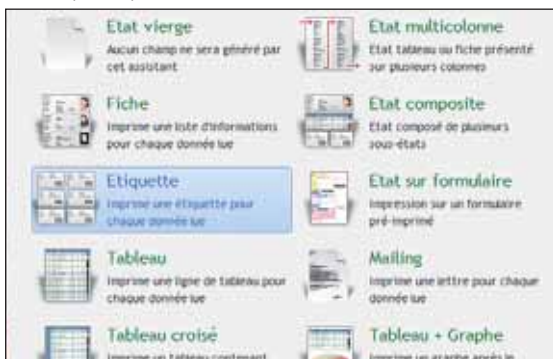 Etat vierge
Aucun champ ne sera généré par
cet assistant
Etat multicolonne
Etat tableau ou fiche présenté
sur plusieurs colonnes
Fiche
Imprime une liste d'informations
pour chaque donnée lue
Etat composite
Etat composé de plusieurs
sous-états
Etiquette
Imprime une étiquette pour
chaque donnée lue
Etat sur formulaire
Impression sur un formulaire
pré-imprimé
Tableau
Imprime une ligne de tableau pour
chaque donnée lue
Mailing
Imprime une lettre pour chaque
donnée lue
Tableau croisé
Imprime un tableau contenant
Tableau + Graphe
Imprime un graphe après le